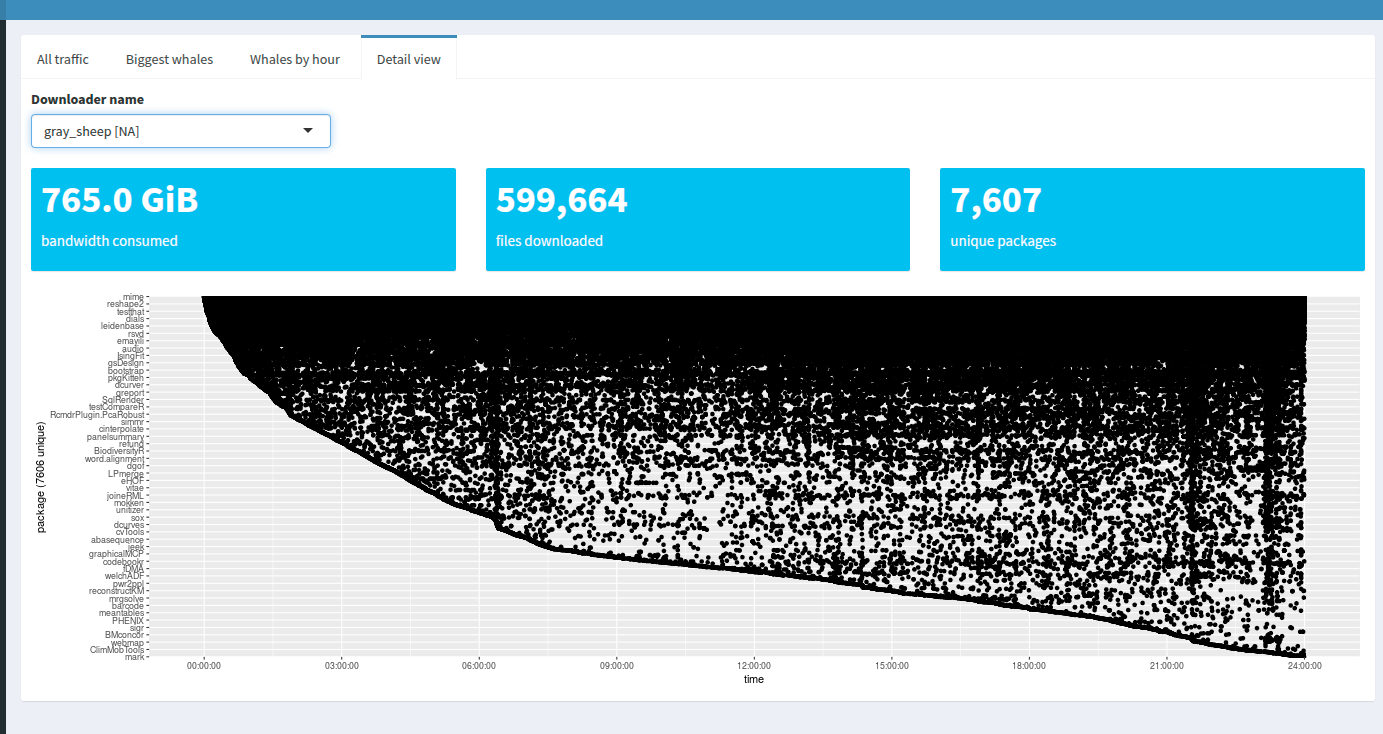 All traffic Biggest whales Whales by hour Detail view
Downloader name
gray_sheep [NA]
765.0 GiB
bandwidth consumed
599,664
files downloaded
7,607
unique packages
mime
reshape2
testthat
dials
leidenbase
rsvd
emayili
audio
IsingFit
gsDesign
bootstrap
pkgKitten
dcurver
greport
SqlRender
testCompareR
RcmdrPlugin.PcaRobust
simmr
cinterpolate
panelsummary
refund
BiodiversityR
word.alignment
dgof
LPmerge
eHOF
vitae
joineRML
mokken
unitizer
sox
dcurves
cvTools
abasequence
jeek
graphicalMCP
codebookr
fDMA
welchADF
pwr2ppl
reconstructKM
mrgsolve
barcode
meantables
PHENIX
sigr
BMconcor
webmap
ClimMobTools
mark
package (7606 unique)
00:00:00 03:00:00 06:00:00 09:00:00 12:00:00 15:00:00 18:00:00 21:00:00 24:00:00
time